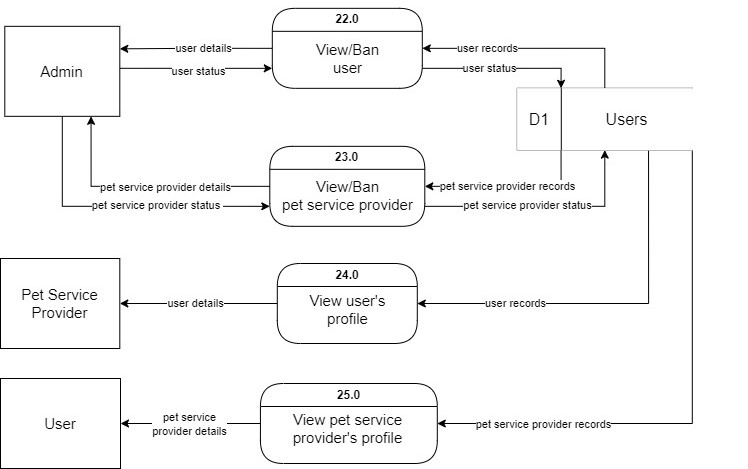 22.0
View/Ban
user
Admin
user details
user status
user records
user status
D1
Users
23.0
View/Ban
pet service provider
pet service provider details
pet service provider status
pet service provider records
pet service provider status
24.0
View user's
profile
Pet Service
Provider
user details
user records
25.0
View pet service
provider's profile
User
pet service
provider details
pet service provider records